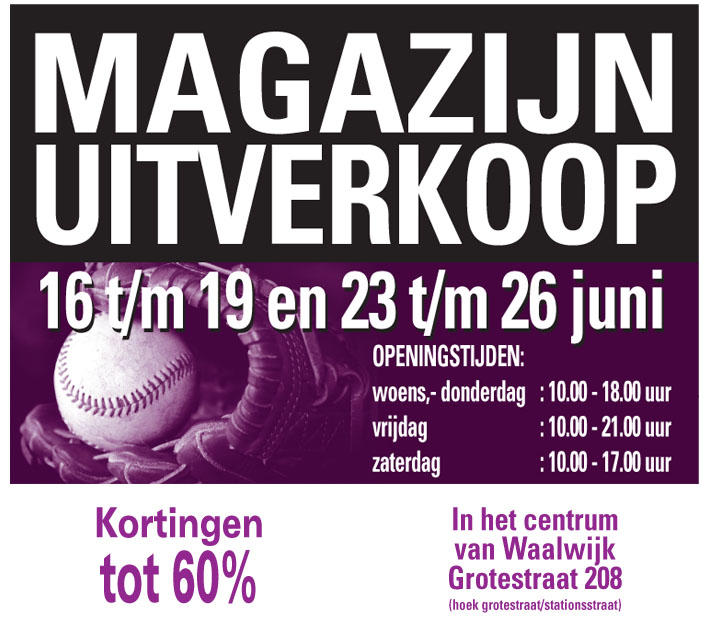 MAGAZIJN
UITVERKOOP
16 t/m 19 en 23 t/m 26 juni
OPENINGSTIJDEN:
woens,- donderdag : 10.00 - 18.00 uur
vrijdag : 10.00 - 21.00 uur
zaterdag : 10.00 - 17.00 uur
Kortingen
tot 60%
In het centrum
van Waalwijk
Grotestraat 208
(hoek grotestraat/stationsstraat)